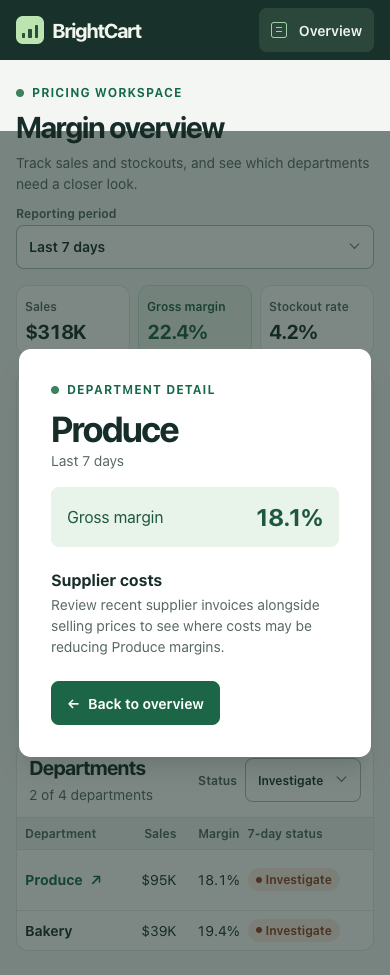 BrightCart
Overview
PRICING WORKSPACE
Margin overview
Track sales and stockouts, and see which departments
need a closer look.
Reporting period
Last 7 days
Sales
Gross margin
Stockout rate
$318K
22.4%
4.2%
DEPARTMENT DETAIL
Produce
Last 7 days
Gross margin
18.1%
Supplier costs
Review recent supplier invoices alongside
selling prices to see where costs may be
reducing Produce margins.
← Back to overview
Departments
2 of 4 departments
Status
Investigate
Department Sales Margin 7-day status
Produce ↗ $95K 18.1% Investigate
Bakery $39K 19.4% Investigate